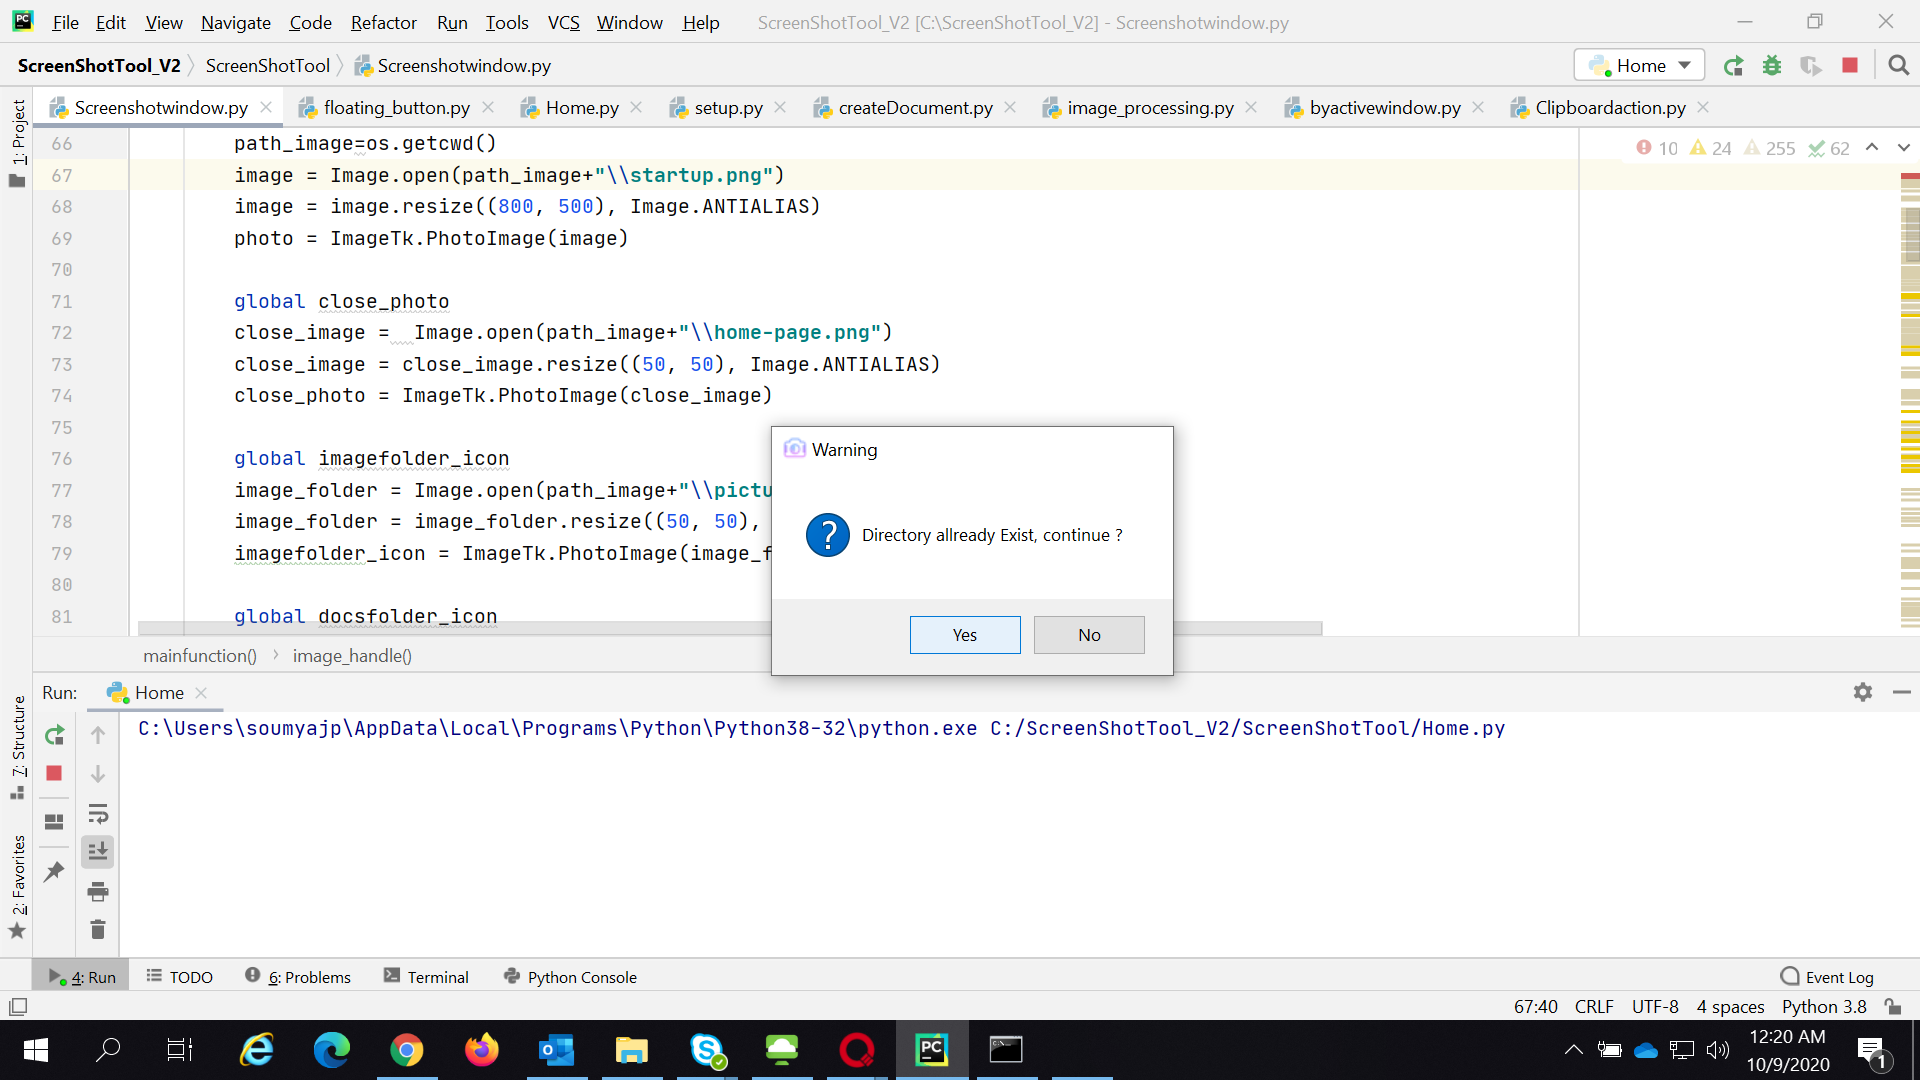 File Edit View Navigate Code Refactor Run Tools VCS Window Help ScreenShotTool_V2 [C:\ScreenShotTool_V2] - Screenshotwindow.py
ScreenShotTool_V2 ScreenShotTool Screenshotwindow.py Home
Screenshotwindow.py floating_button.py Home.py setup.py createDocument.py image_processing.py byactivewindow.py Clipboardaction.py
1: Project
10 24 255 62
66 path_image=os.getcwd()
67 image = Image.open(path_image+"\\startup.png")
68 image = image.resize((800, 500), Image.ANTIALIAS)
69 photo = ImageTk.PhotoImage(image)
70
71 global close_photo
72 close_image =  Image.open(path_image+"\\home-page.png")
73 close_image = close_image.resize((50, 50), Image.ANTIALIAS)
74 close_photo = ImageTk.PhotoImage(close_image)
75
76 global imagefolder_icon
77 image_folder = Image.open(path_image+"\\pictu
78 image_folder = image_folder.resize((50, 50),
79 imagefolder_icon = ImageTk.PhotoImage(image_f
80
81 global docsfolder_icon
Warning
Directory allready Exist, continue ?
Yes No
mainfunction() image_handle()
Run: Home
C:\Users\soumyajp\AppData\Local\Programs\Python\Python38-32\python.exe C:/ScreenShotTool_V2/ScreenShotTool/Home.py
7: Structure
2: Favorites
4: Run TODO 6: Problems Terminal Python Console Event Log
67:40 CRLF UTF-8 4 spaces Python 3.8
PC
12:20 AM
10/9/2020
1